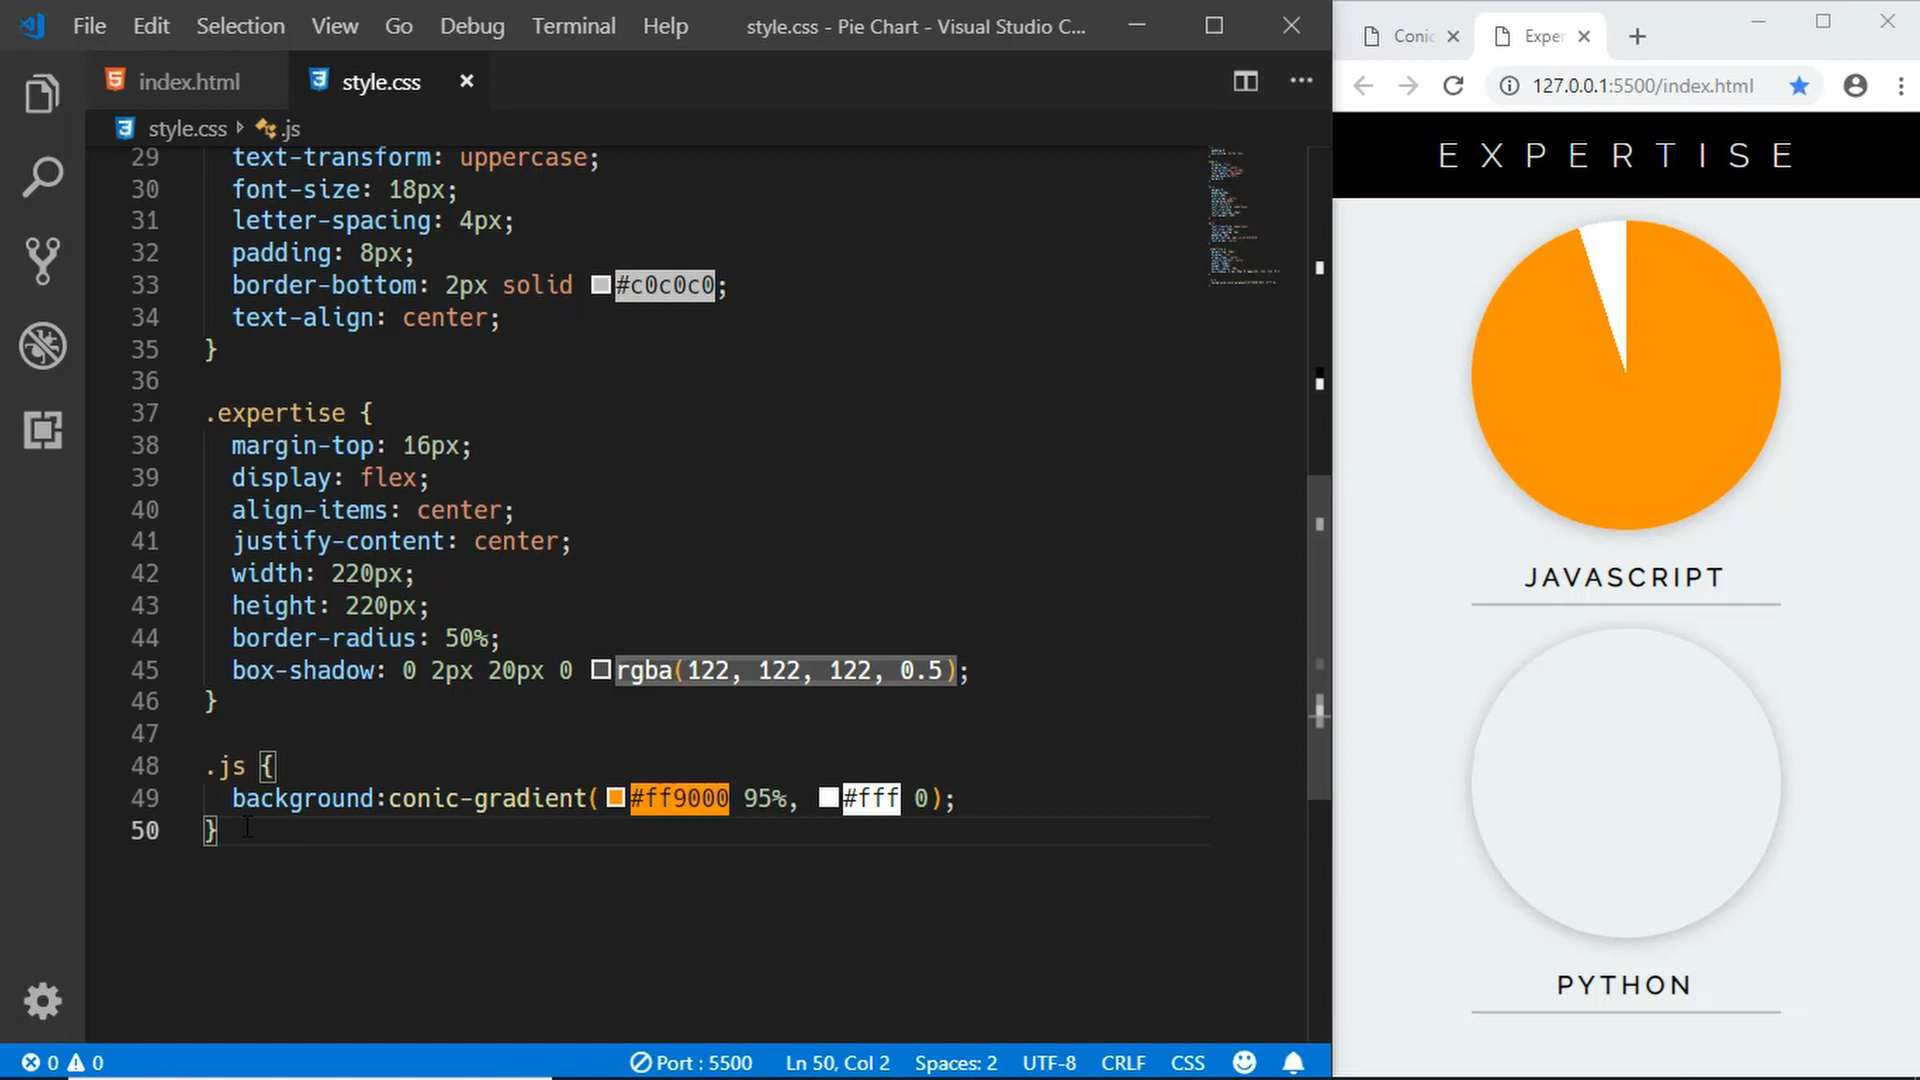 File Edit Selection View Go Debug Terminal Help style.css - Pie Chart - Visual Studio C...
index.html style.css
style.css .js
29 text-transform: uppercase;
30 font-size: 18px;
31 letter-spacing: 4px;
32 padding: 8px;
33 border-bottom: 2px solid #c0c0c0;
34 text-align: center;
35 }
36
37 .expertise {
38 margin-top: 16px;
39 display: flex;
40 align-items: center;
41 justify-content: center;
42 width: 220px;
43 height: 220px;
44 border-radius: 50%;
45 box-shadow: 0 2px 20px 0 rgba(122, 122, 122, 0.5);
46 }
47
48 .js {
49 background:conic-gradient(#ff9000 95%, #fff 0);
50 }
0 0 Port : 5500 Ln 50, Col 2 Spaces: 2 UTF-8 CRLF CSS
Conic Exper
127.0.0.1:5500/index.html
EXPERTISE
JAVASCRIPT
PYTHON